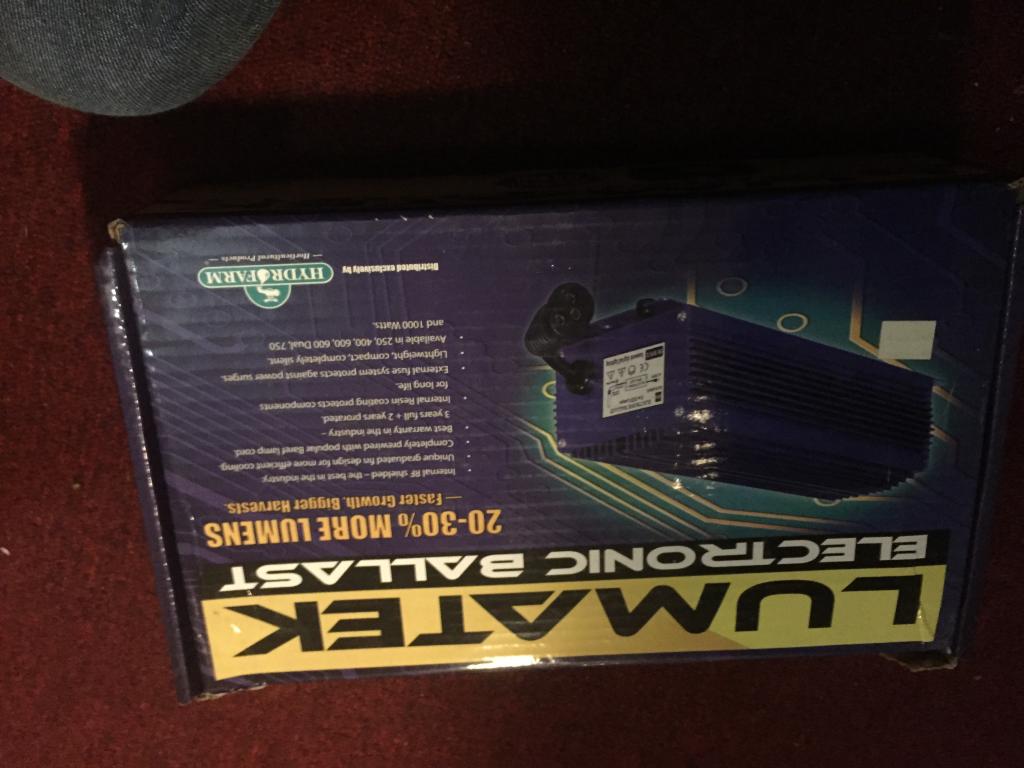 LUMATEK
ELECTRONIC BALLAST
20-30% MORE LUMENS
— Faster Growth. Bigger Harvests.
• Internal RF shielded – the best in the industry.
• Unique graduated fin design for more efficient cooling.
• Completely prewired with popular Banel lamp cord.
• Best warranty in the industry –
3 years full + 2 years prorated.
• Internal Resin coating protects components
for long life.
• External fuse system protects against power surges.
• Lightweight, compact, completely silent.
• Available in 250, 400, 600, 600 Dual, 750
and 1000 Watts.
Distributed exclusively by
HYDROFARM
— Horticultural Products —